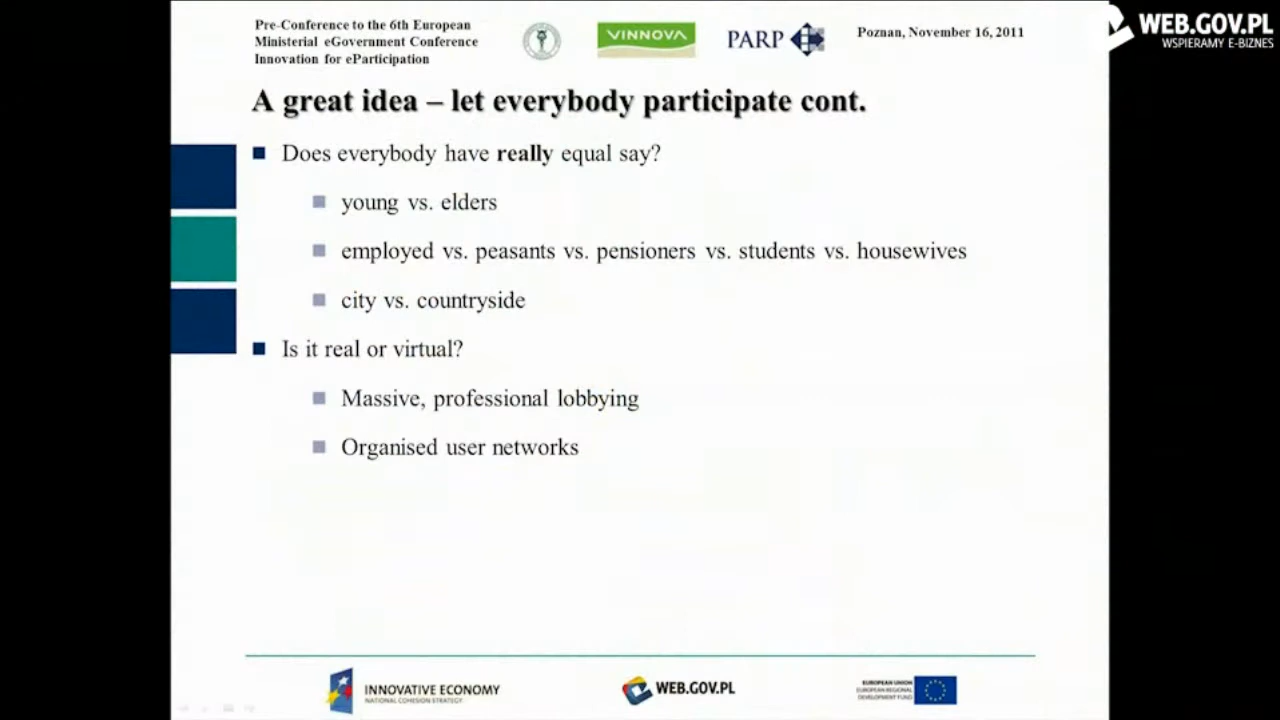 Pre-Conference to the 6th European
Ministerial eGovernment Conference
Innovation for eParticipation
VINNOVA
PARP
Poznan, November 16, 2011
WEB.GOV.PL
WSPIERAMY E-BIZNES
A great idea – let everybody participate cont.
Does everybody have really equal say?
young vs. elders
employed vs. peasants vs. pensioners vs. students vs. housewives
city vs. countryside
Is it real or virtual?
Massive, professional lobbying
Organised user networks
INNOVATIVE ECONOMY
NATIONAL COHESION STRATEGY
WEB.GOV.PL
EUROPEAN UNION
EUROPEAN REGIONAL
DEVELOPMENT FUND